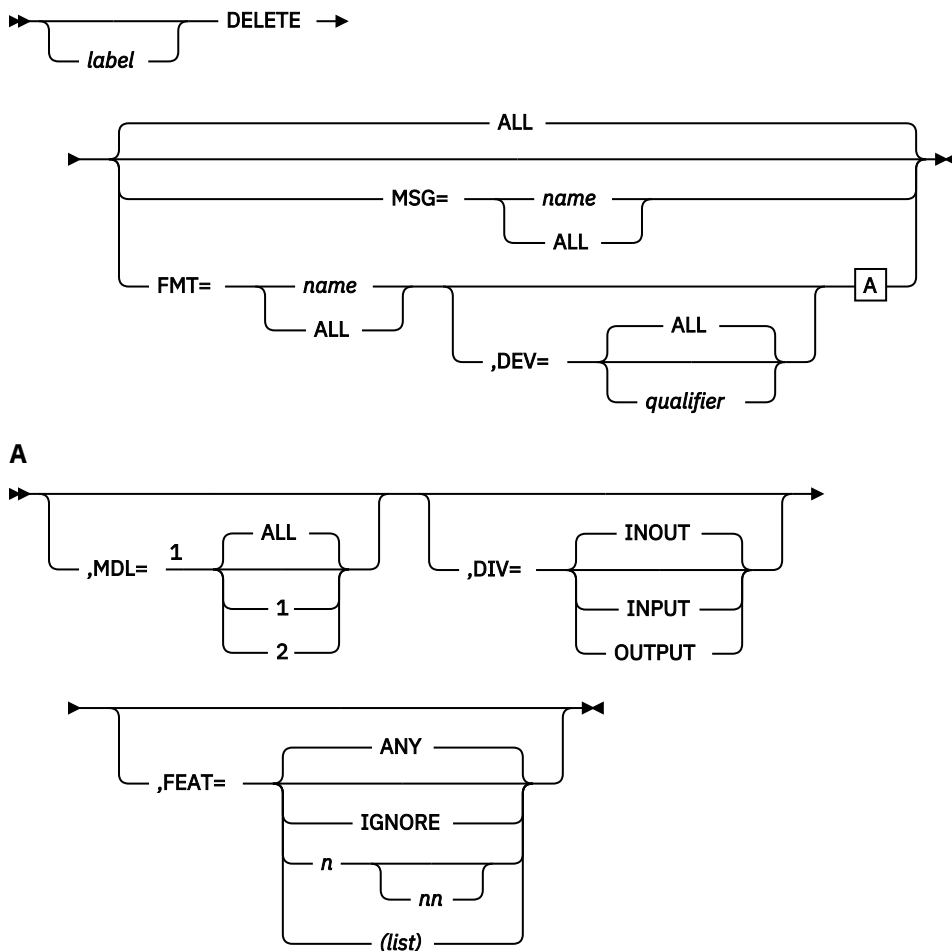 DELETE
label
ALL
MSG= name
ALL
FMT= name A
ALL ALL
,DEV=
qualifier
A
ALL INOUT
,MDL= 1 ,DIV=
1 INPUT
2 OUTPUT
ANY
,FEAT=
IGNORE
n
nn
(list)